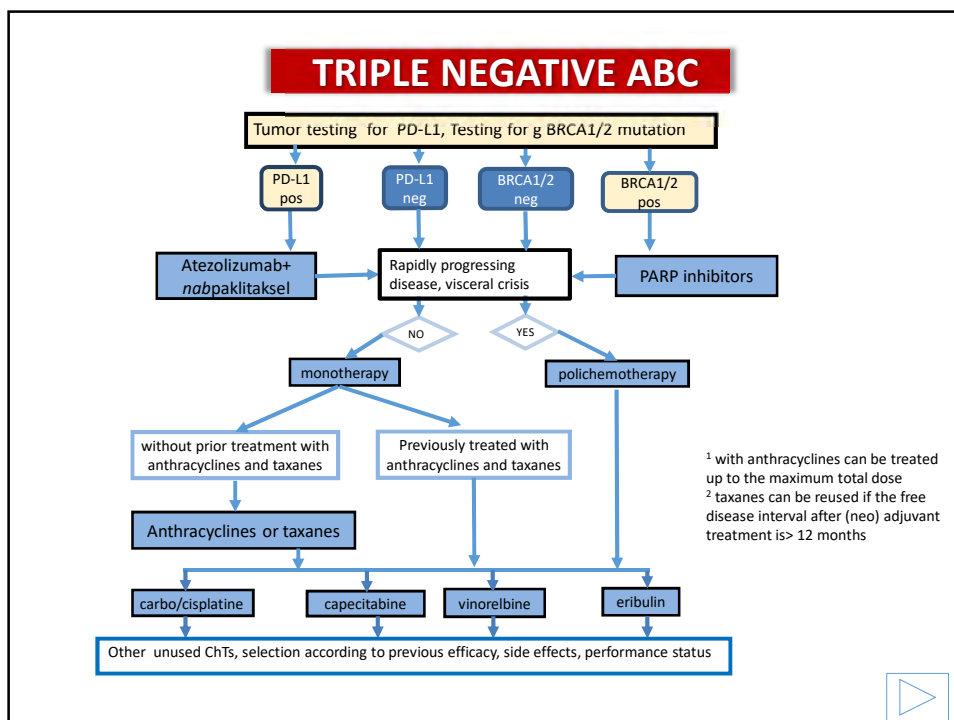 TRIPLE NEGATIVE ABC
Tumor testing for PD-L1, Testing for g BRCA1/2 mutation
PD-L1
pos
PD-L1
neg
BRCA1/2
neg
BRCA1/2
pos
Atezolizumab+
nabpaklitaksel
Rapidly progressing
disease, visceral crisis
PARP inhibitors
NO
YES
monotherapy
polichemotherapy
without prior treatment with
anthracyclines and taxanes
Previously treated with
anthracyclines and taxanes
1 with anthracyclines can be treated
up to the maximum total dose
2 taxanes can be reused if the free
disease interval after (neo) adjuvant
treatment is> 12 months
Anthracyclines or taxanes
carbo/cisplatine
capecitabine
vinorelbine
eribulin
Other unused ChTs, selection according to previous efficacy, side effects, performance status